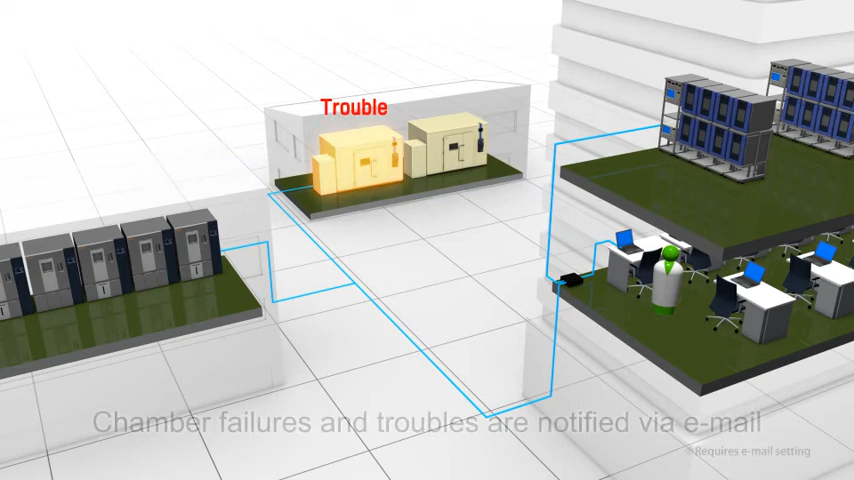 Trouble
Chamber failures and troubles are notified via e-mail
※Requires e-mail setting